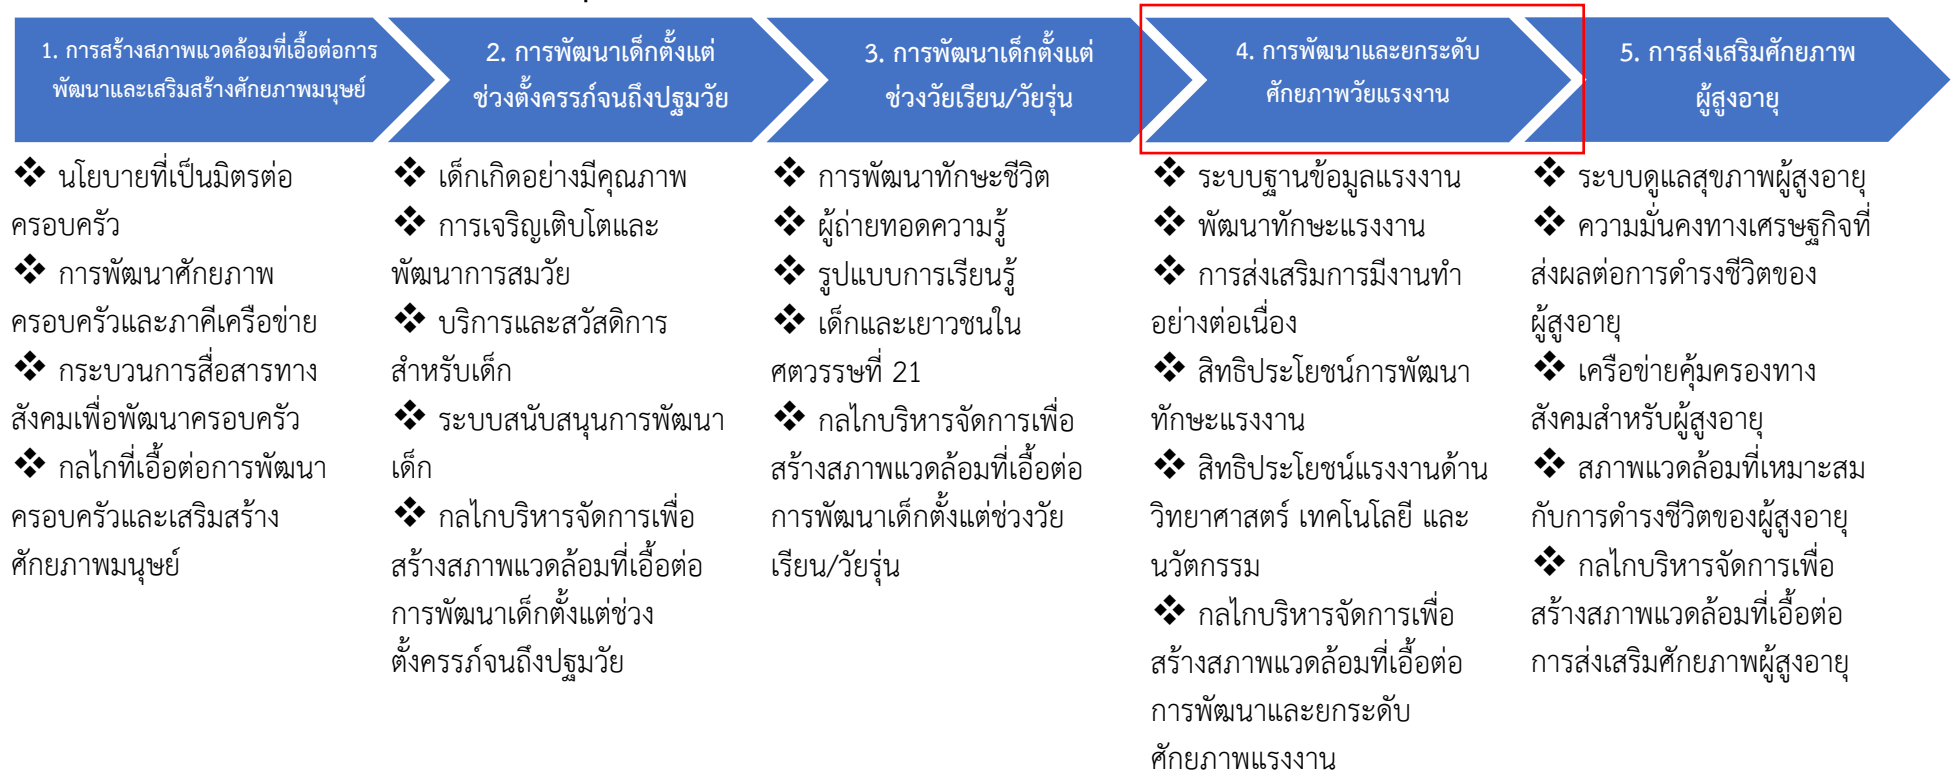 1. การสร้างสภาพแวดล้อมที่เอื้อต่อการ
พัฒนาและเสริมสร้างศักยภาพมนุษย์
2. การพัฒนาเด็กตั้งแต่
ช่วงตั้งครรภ์จนถึงปฐมวัย
3. การพัฒนาเด็กตั้งแต่
ช่วงวัยเรียน/วัยรุ่น
4. การพัฒนาและยกระดับ
ศักยภาพวัยแรงงาน
5. การส่งเสริมศักยภาพ
ผู้สูงอายุ
❖ นโยบายที่เป็นมิตรต่อ
ครอบครัว
❖ การพัฒนาศักยภาพ
ครอบครัวและภาคีเครือข่าย
❖ กระบวนการสื่อสารทาง
สังคมเพื่อพัฒนาครอบครัว
❖ กลไกที่เอื้อต่อการพัฒนา
ครอบครัวและเสริมสร้าง
ศักยภาพมนุษย์
❖ เด็กเกิดอย่างมีคุณภาพ
❖ การเจริญเติบโตและ
พัฒนาการสมวัย
❖ บริการและสวัสดิการ
สำหรับเด็ก
❖ ระบบสนับสนุนการพัฒนา
เด็ก
❖ กลไกบริหารจัดการเพื่อ
สร้างสภาพแวดล้อมที่เอื้อต่อ
การพัฒนาเด็กตั้งแต่ช่วง
ตั้งครรภ์จนถึงปฐมวัย
❖ การพัฒนาทักษะชีวิต
❖ ผู้ถ่ายทอดความรู้
❖ รูปแบบการเรียนรู้
❖ เด็กและเยาวชนใน
ศตวรรษที่ 21
❖ กลไกบริหารจัดการเพื่อ
สร้างสภาพแวดล้อมที่เอื้อต่อ
การพัฒนาเด็กตั้งแต่ช่วงวัย
เรียน/วัยรุ่น
❖ ระบบฐานข้อมูลแรงงาน
❖ พัฒนาทักษะแรงงาน
❖ การส่งเสริมการมีงานทำ
อย่างต่อเนื่อง
❖ สิทธิประโยชน์การพัฒนา
ทักษะแรงงาน
❖ สิทธิประโยชน์แรงงานด้าน
วิทยาศาสตร์ เทคโนโลยี และ
นวัตกรรม
❖ กลไกบริหารจัดการเพื่อ
สร้างสภาพแวดล้อมที่เอื้อต่อ
การพัฒนาและยกระดับ
ศักยภาพแรงงาน
❖ ระบบดูแลสุขภาพผู้สูงอายุ
❖ ความมั่นคงทางเศรษฐกิจที่
ส่งผลต่อการดำรงชีวิตของ
ผู้สูงอายุ
❖ เครือข่ายคุ้มครองทาง
สังคมสำหรับผู้สูงอายุ
❖ สภาพแวดล้อมที่เหมาะสม
กับการดำรงชีวิตของผู้สูงอายุ
❖ กลไกบริหารจัดการเพื่อ
สร้างสภาพแวดล้อมที่เอื้อต่อ
การส่งเสริมศักยภาพผู้สูงอายุ